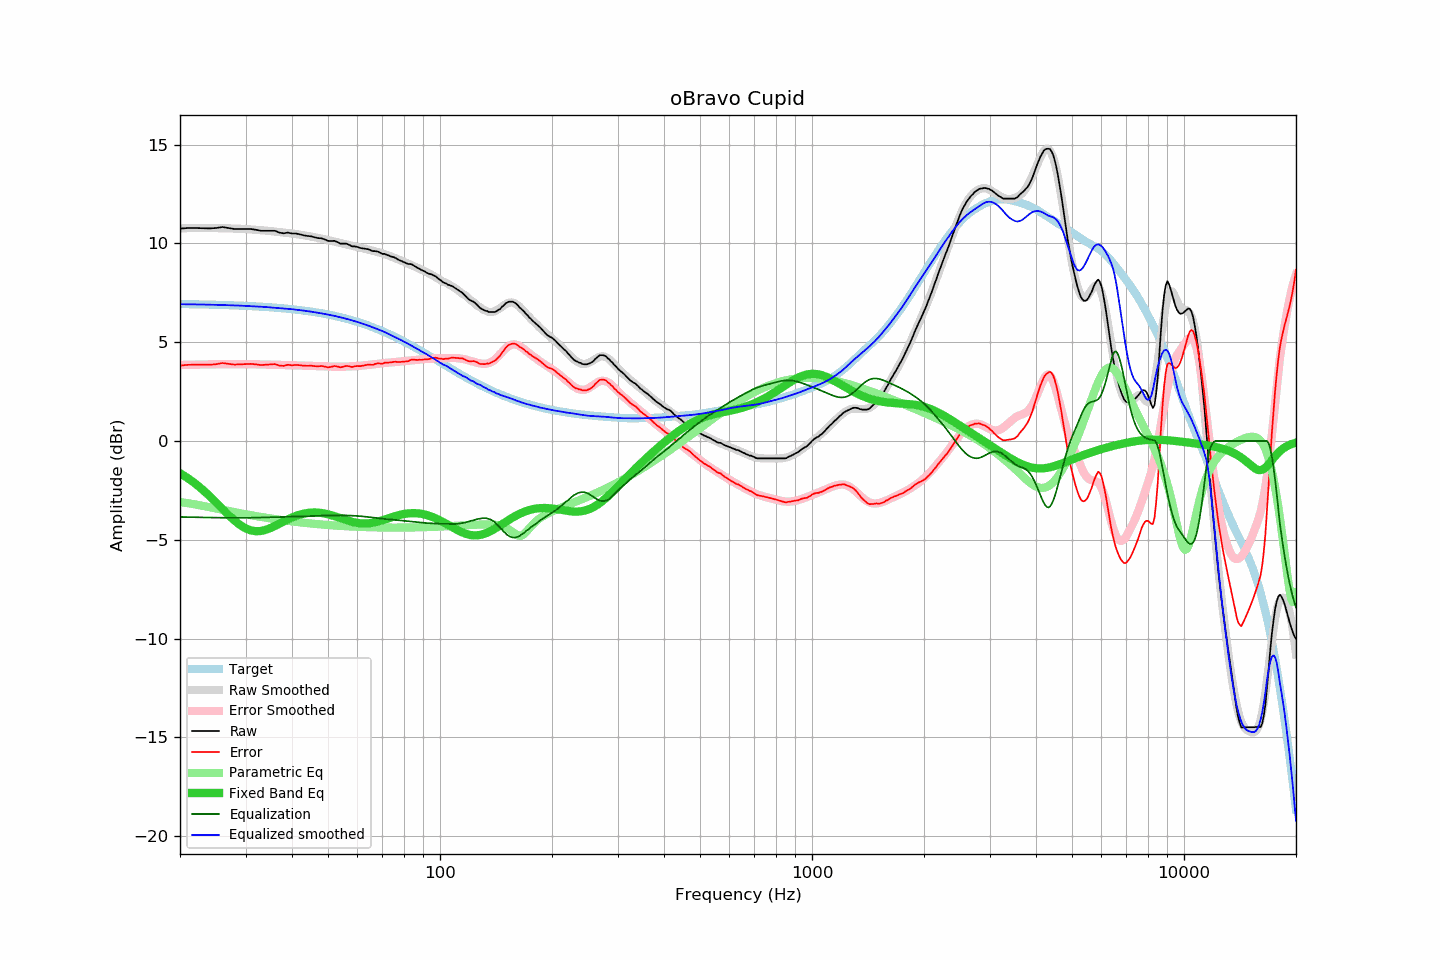 oBravo Cupid
15
10
5
0
−5
−10
−15
−20
Amplitude (dBr)
Target
Raw Smoothed
Error Smoothed
Raw
Error
Parametric Eq
Fixed Band Eq
Equalization
Equalized smoothed
100 1000 10000
Frequency (Hz)